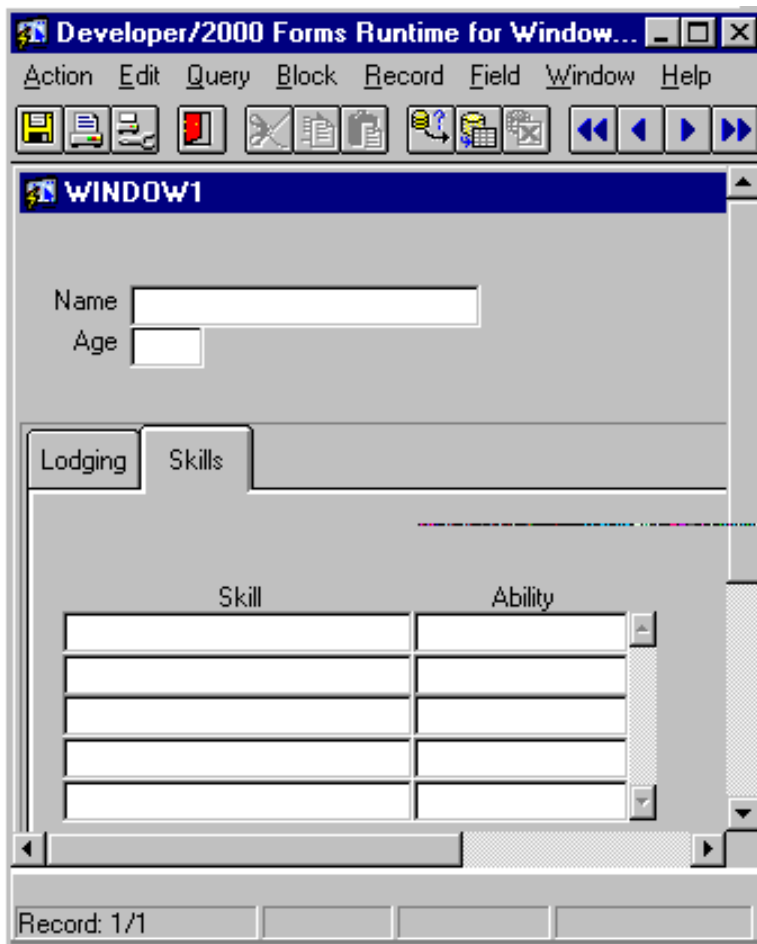 Developer/2000 Forms Runtime for Window...
Action Edit Query Block Record Field Window Help
WINDOW1
Name
Age
Lodging Skills
Skill Ability
Record: 1/1